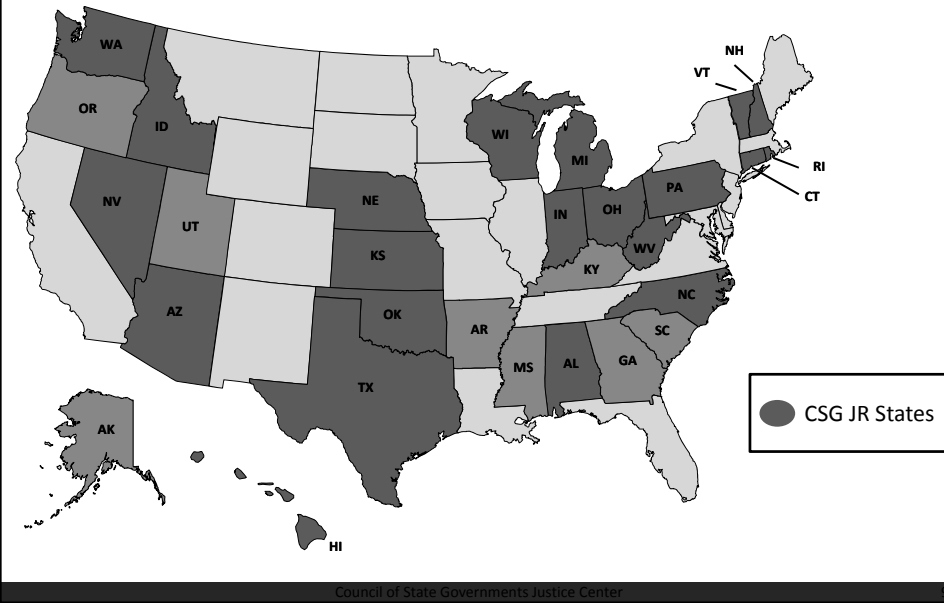 NH
WA
VT
OR
ID
WI
MI
RI
PA
NV
NE
IN
OH
CT
UT
WV
KS
KY
NC
AZ
OK
AR
SC
MS
AL
GA
TX
CSG JR States
AK
HI
Council of State Governments Justice Center